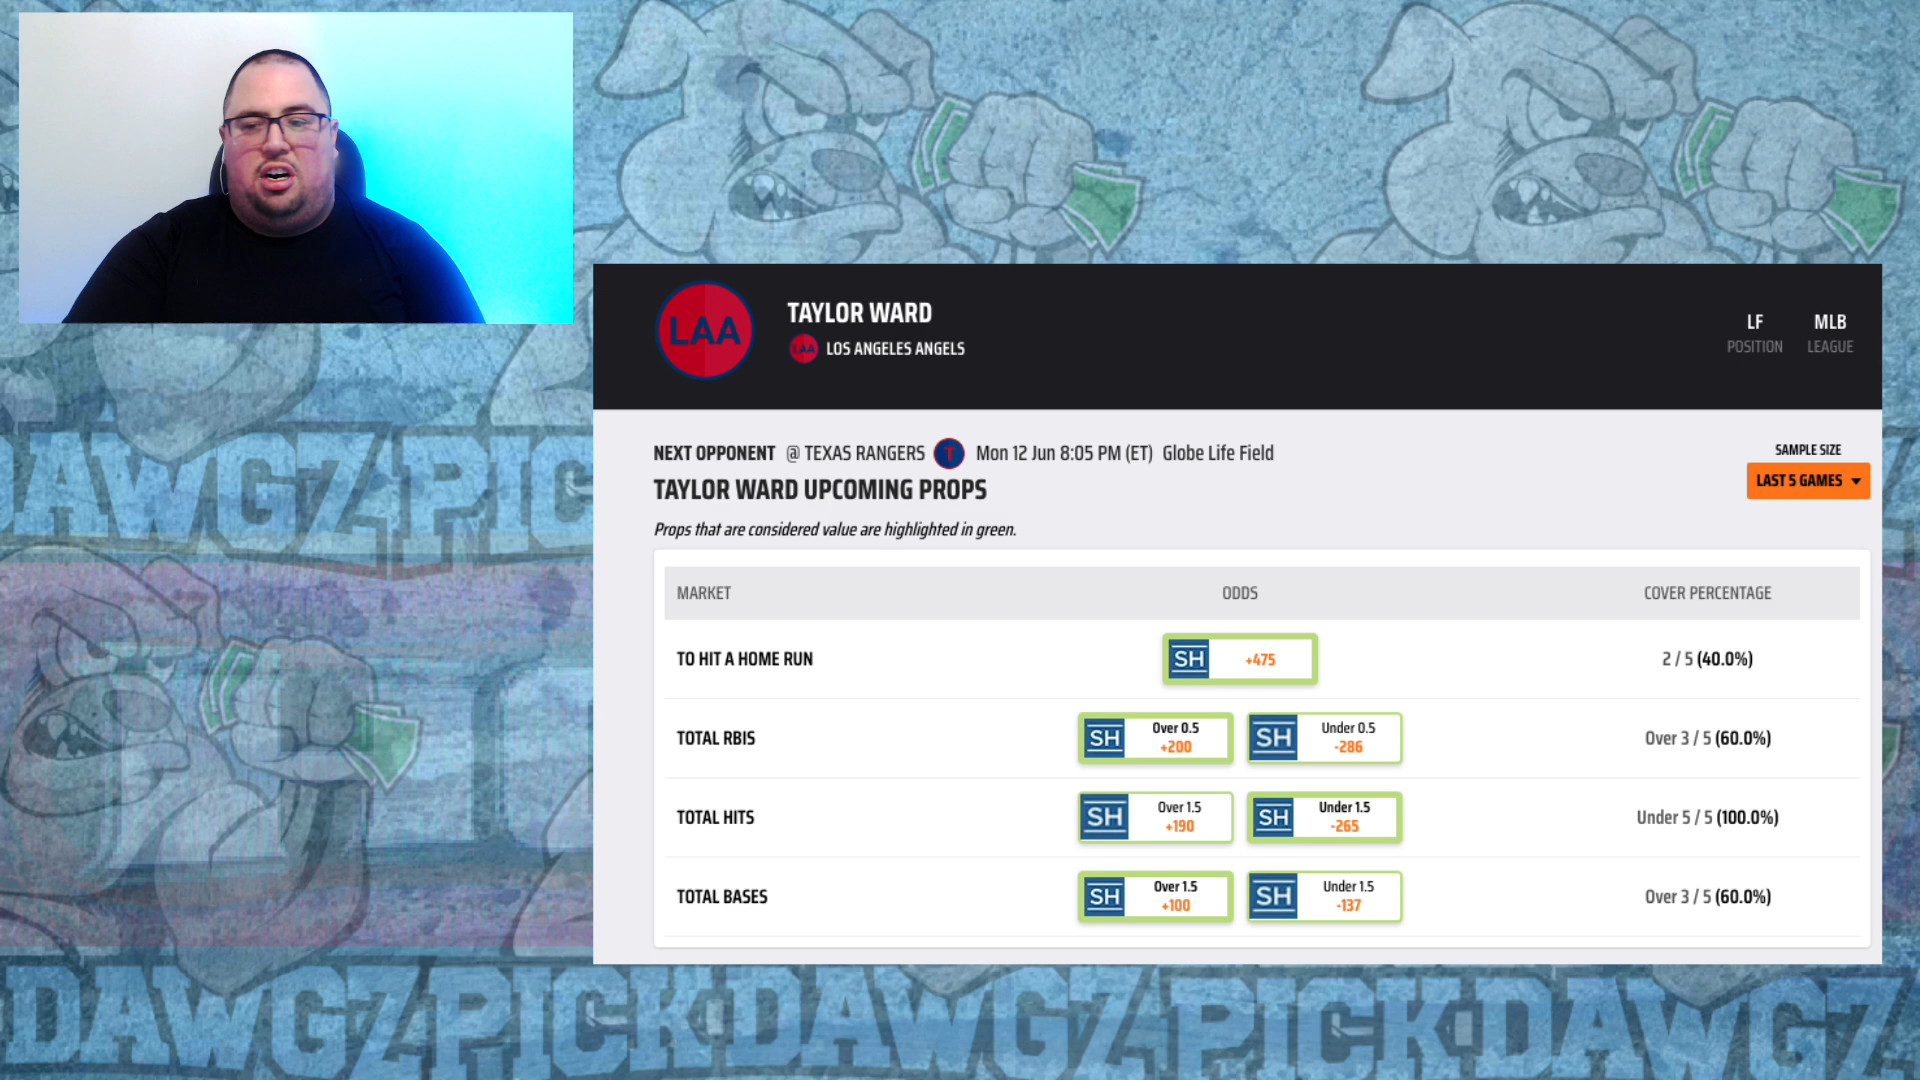 LAA
TAYLOR WARD
LAA LOS ANGELES ANGELS
LF
POSITION
MLB
LEAGUE
NEXT OPPONENT @ TEXAS RANGERS T Mon 12 Jun 8:05 PM (ET) Globe Life Field
TAYLOR WARD UPCOMING PROPS
Props that are considered value are highlighted in green.
SAMPLE SIZE
LAST 5 GAMES
MARKET ODDS COVER PERCENTAGE
TO HIT A HOME RUN SH +475 2 / 5 (40.0%)
TOTAL RBIS SH Over 0.5 +200 SH Under 0.5 -286 Over 3 / 5 (60.0%)
TOTAL HITS SH Over 1.5 +190 SH Under 1.5 -265 Under 5 / 5 (100.0%)
TOTAL BASES SH Over 1.5 +100 SH Under 1.5 -137 Over 3 / 5 (60.0%)
DAWGZ PICK
DAWGZ PICKDAWGZ PICKDAWGZ